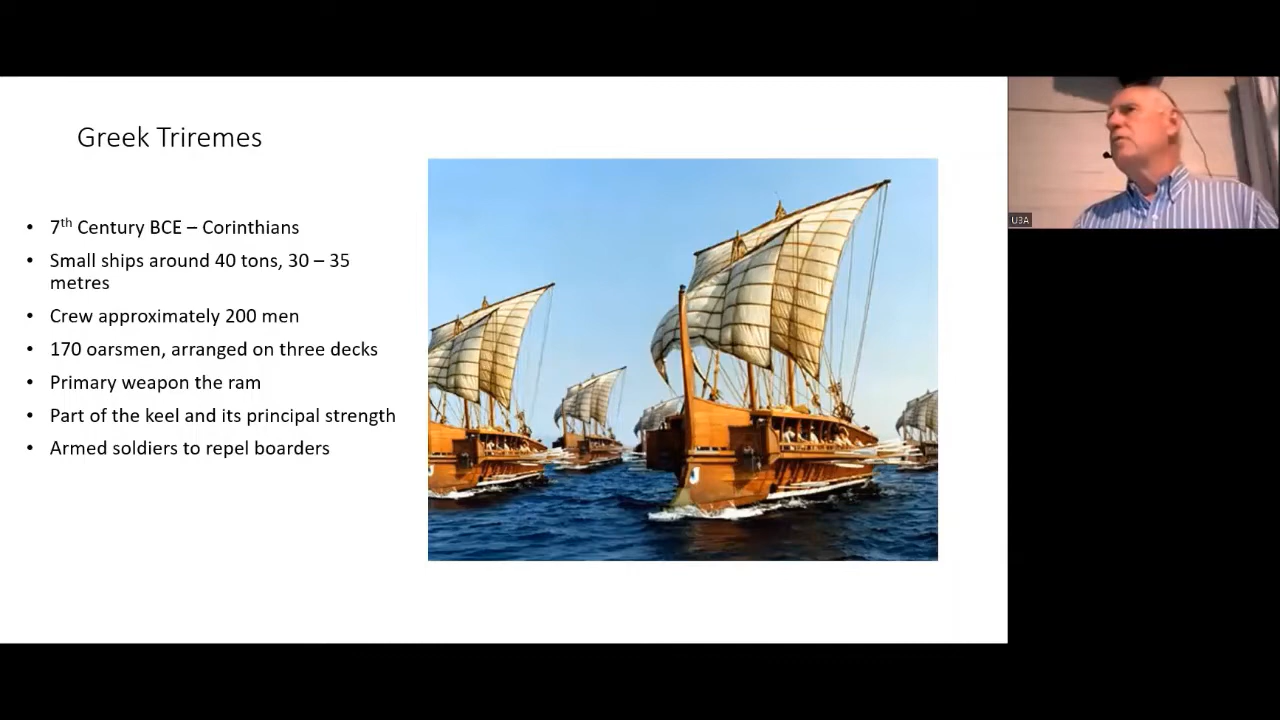 Greek Triremes
• 7th Century BCE – Corinthians
• Small ships around 40 tons, 30 – 35
metres
• Crew approximately 200 men
• 170 oarsmen, arranged on three decks
• Primary weapon the ram
• Part of the keel and its principal strength
• Armed soldiers to repel boarders
U3A